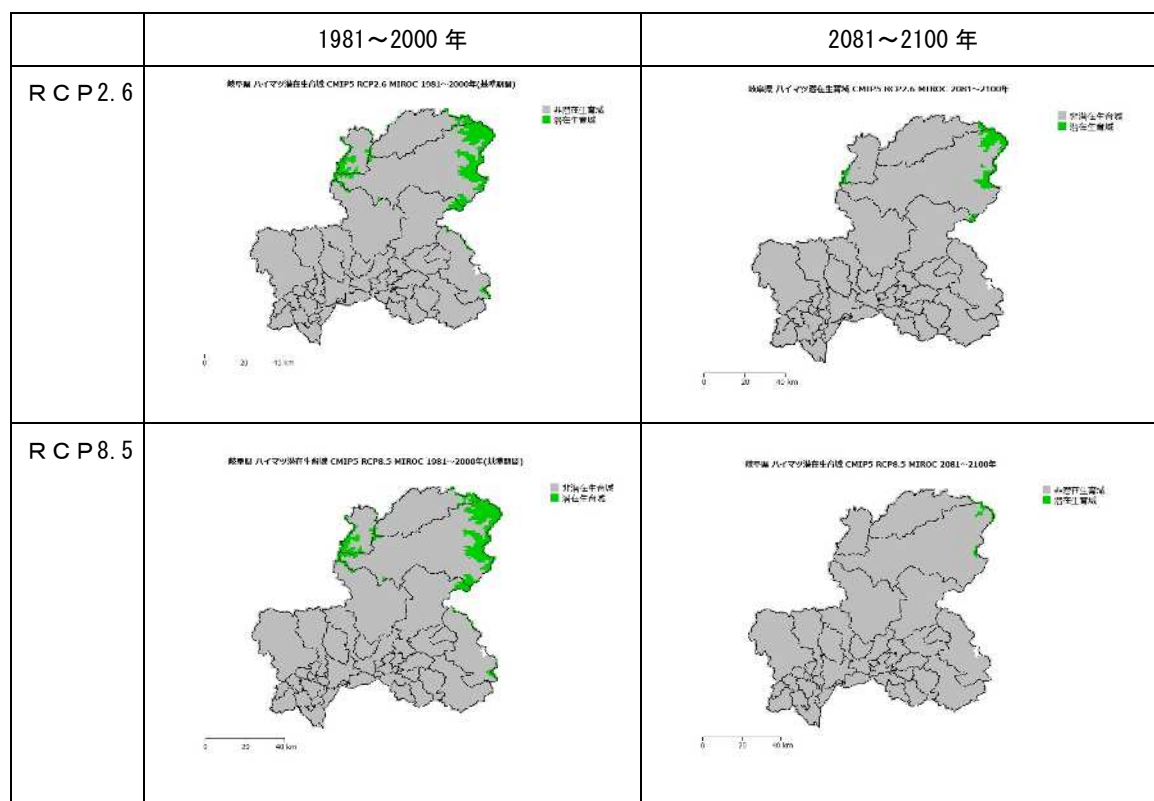 1981～2000 年
2081～2100 年
ＲＣＰ2.6
岐阜県 ハイマツ潜在生育域 CMIP5 RCP2.6 MIROC 1981～2000年(基準期間)
非潜在生育域
潜在生育域
0 20 40 km
岐阜県 ハイマツ潜在生育域 CMIP5 RCP2.6 MIROC 2081～2100年
非潜在生育域
潜在生育域
0 20 40 km
ＲＣＰ8.5
岐阜県 ハイマツ潜在生育域 CMIP5 RCP8.5 MIROC 1981～2000年(基準期間)
非潜在生育域
潜在生育域
0 20 40 km
岐阜県 ハイマツ潜在生育域 CMIP5 RCP8.5 MIROC 2081～2100年
非潜在生育域
潜在生育域
0 20 40 km